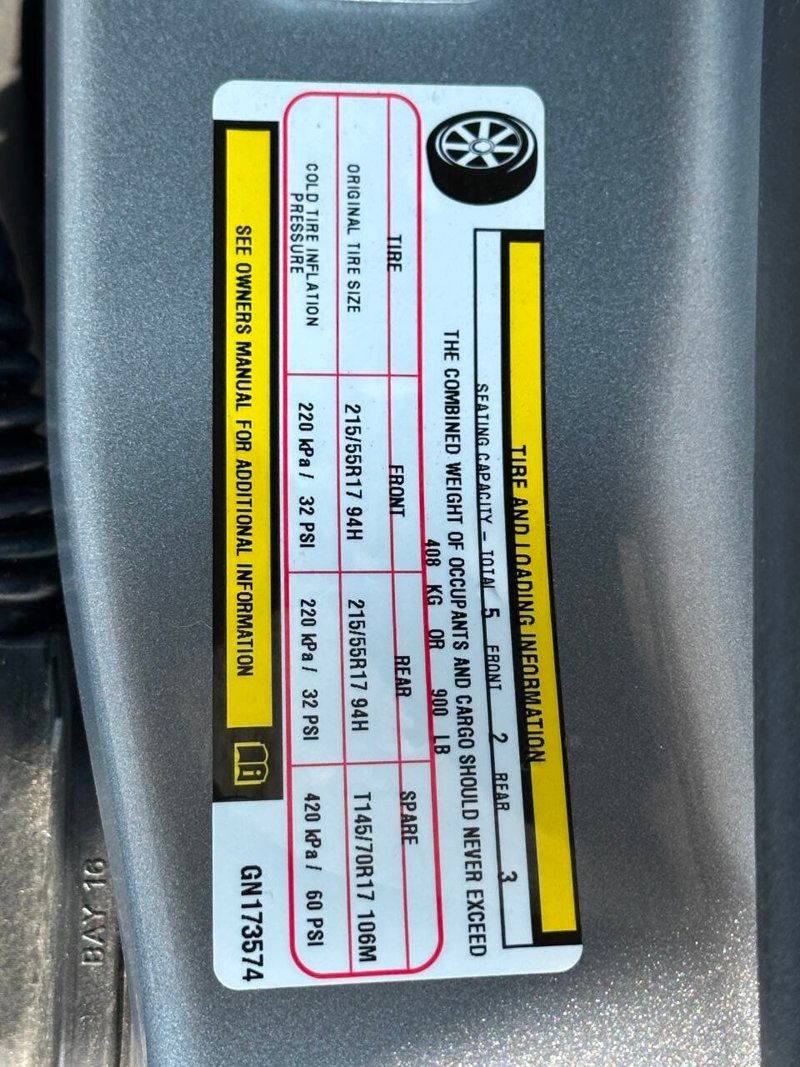 TIRE AND LOADING INFORMATION
SEATING CAPACITY – TOTAL 5 FRONT 2 REAR 3
THE COMBINED WEIGHT OF OCCUPANTS AND CARGO SHOULD NEVER EXCEED
408 KG OR 900 LB
TIRE FRONT REAR SPARE
ORIGINAL TIRE SIZE 215/55R17 94H 215/55R17 94H T145/70R17 106M
COLD TIRE INFLATION
PRESSURE 220 kPa / 32 PSI 220 kPa / 32 PSI 420 kPa / 60 PSI
SEE OWNERS MANUAL FOR ADDITIONAL INFORMATION
GN173574
BAY 16